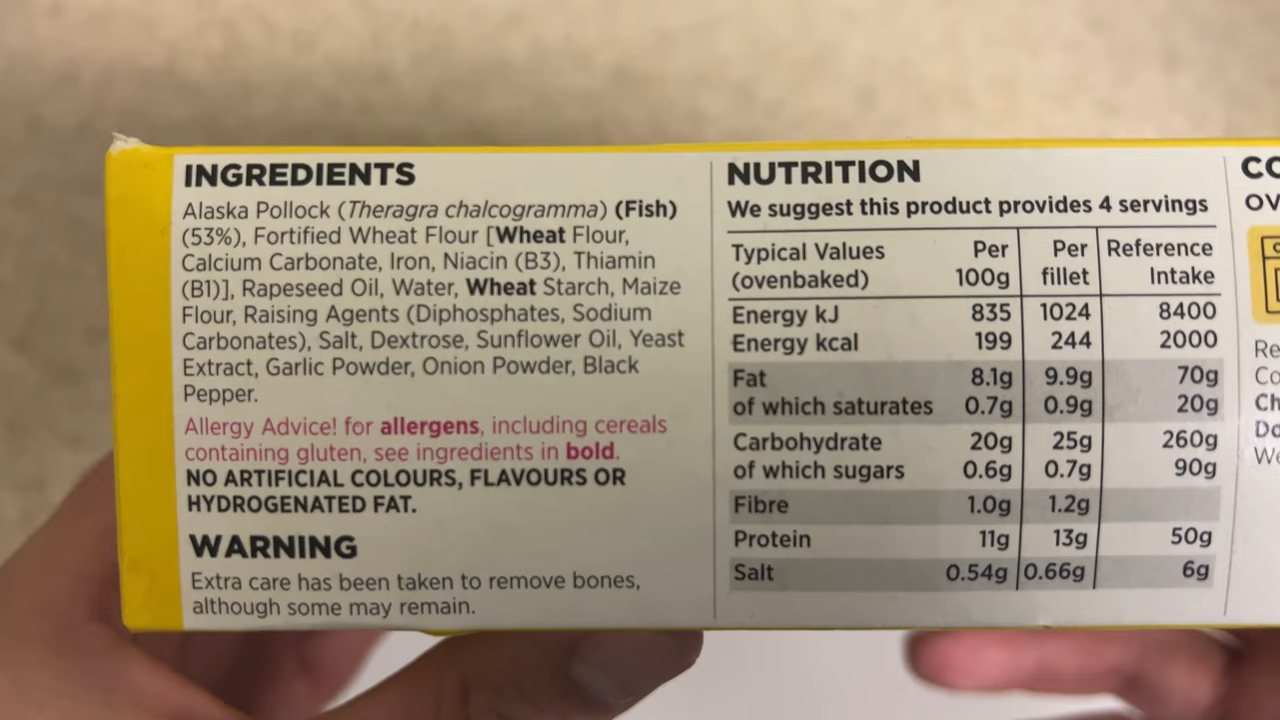 INGREDIENTS
Alaska Pollock (Theragra chalcogramma) (Fish)
(53%), Fortified Wheat Flour [Wheat Flour,
Calcium Carbonate, Iron, Niacin (B3), Thiamin
(B1)], Rapeseed Oil, Water, Wheat Starch, Maize
Flour, Raising Agents (Diphosphates, Sodium
Carbonates), Salt, Dextrose, Sunflower Oil, Yeast
Extract, Garlic Powder, Onion Powder, Black
Pepper.
Allergy Advice! for allergens, including cereals
containing gluten, see ingredients in bold.
NO ARTIFICIAL COLOURS, FLAVOURS OR
HYDROGENATED FAT.
WARNING
Extra care has been taken to remove bones,
although some may remain.
NUTRITION
We suggest this product provides 4 servings
Typical Values Per Per Reference
(ovenbaked) 100g fillet Intake
Energy kJ 835 1024 8400
Energy kcal 199 244 2000
Fat 8.1g 9.9g 70g
of which saturates 0.7g 0.9g 20g
Carbohydrate 20g 25g 260g
of which sugars 0.6g 0.7g 90g
Fibre 1.0g 1.2g
Protein 11g 13g 50g
Salt 0.54g 0.66g 6g